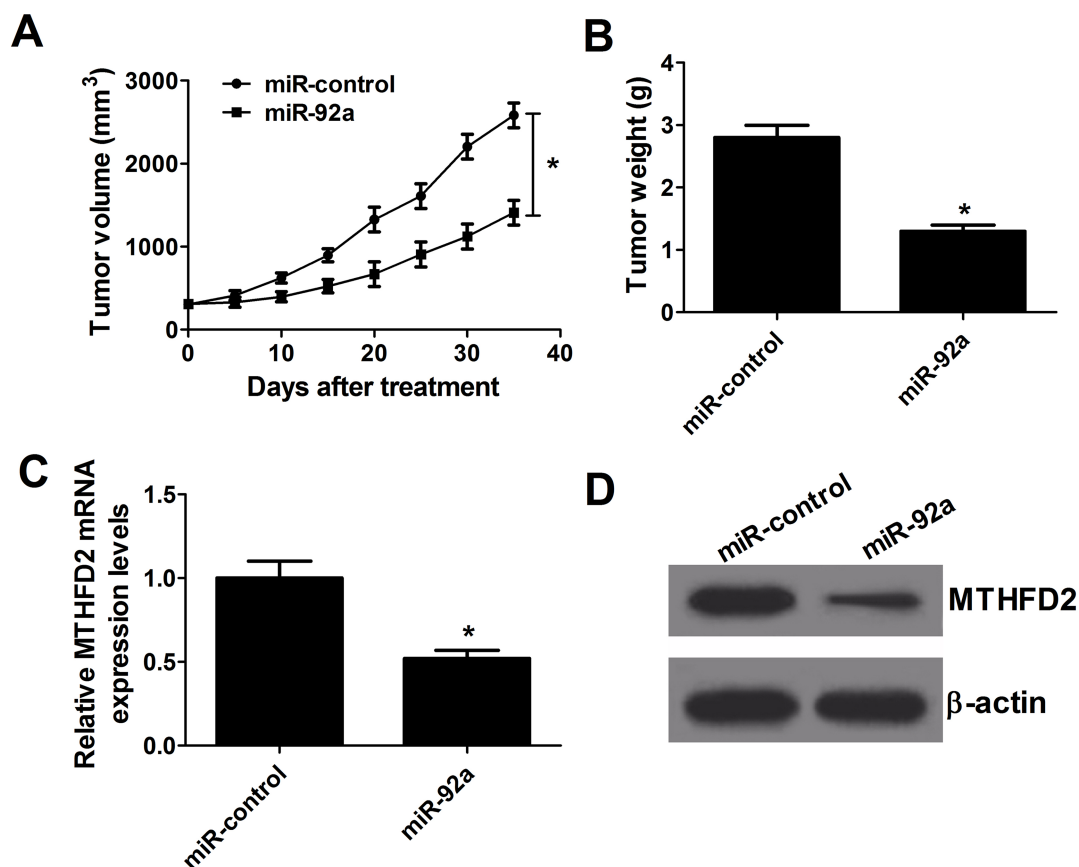 A
Tumor volume (mm3)
3000
2000
1000
0
miR-control
miR-92a
*
0 10 20 30 40
Days after treatment
B
Tumor weight (g)
4
3
2
1
0
*
miR-control
miR-92a
C
Relative MTHFD2 mRNA
expression levels
1.5
1.0
0.5
0.0
*
miR-control
miR-92a
D
miR-control
miR-92a
MTHFD2
β-actin